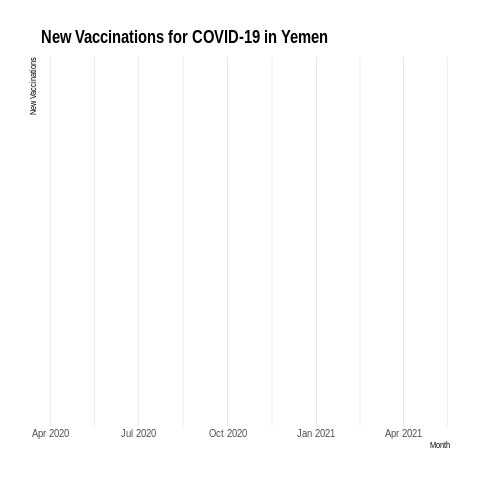 New Vaccinations for COVID-19 in Yemen
New Vaccinations
Apr 2020
Jul 2020
Oct 2020
Jan 2021
Apr 2021
Month